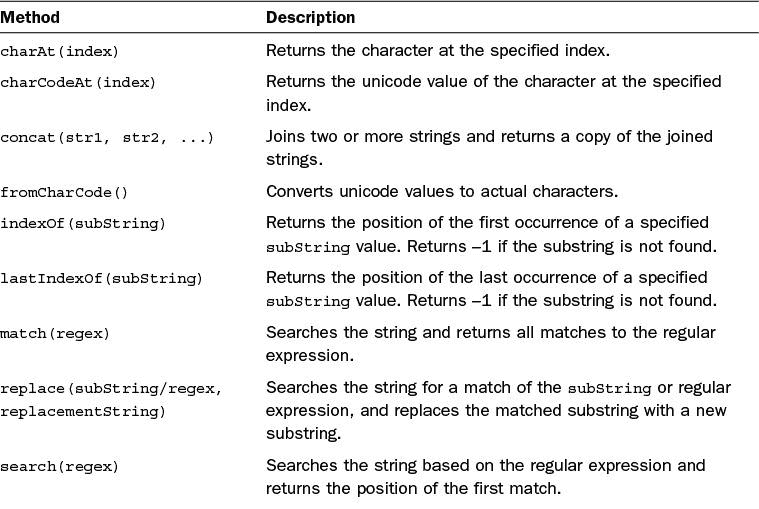 Method Description
charAt(index) Returns the character at the specified index.
charCodeAt(index) Returns the unicode value of the character at the specified
index.
concat(str1, str2, ...) Joins two or more strings and returns a copy of the joined
strings.
fromCharCode() Converts unicode values to actual characters.
indexOf(subString) Returns the position of the first occurrence of a specified
subString value. Returns –1 if the substring is not found.
lastIndexOf(subString) Returns the position of the last occurrence of a specified
subString value. Returns –1 if the substring is not found.
match(regex) Searches the string and returns all matches to the regular
expression.
replace(subString/regex, Searches the string for a match of the subString or regular
replacementString) expression, and replaces the matched substring with a new
substring.
search(regex) Searches the string based on the regular expression and
returns the position of the first match.